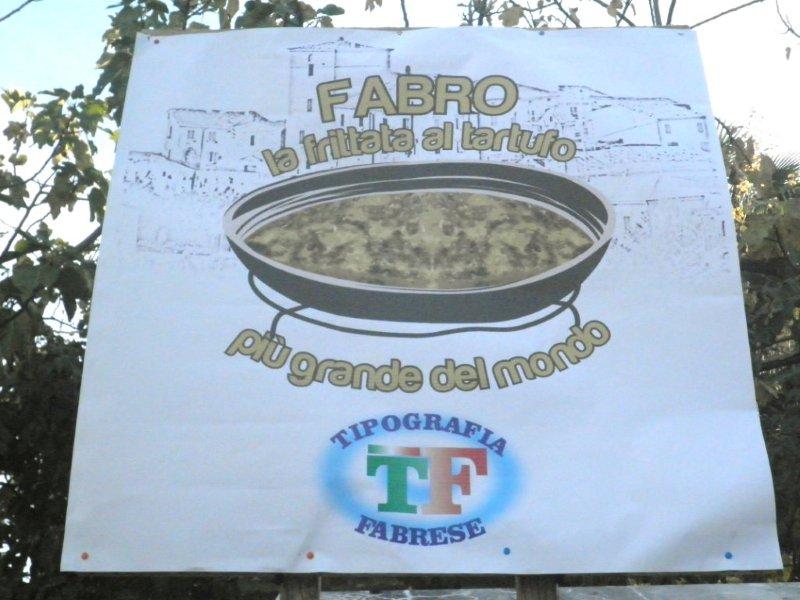 FABRO
la frittata al tartufo
più grande del mondo
TIPOGRAFIA
TF
FABRESE